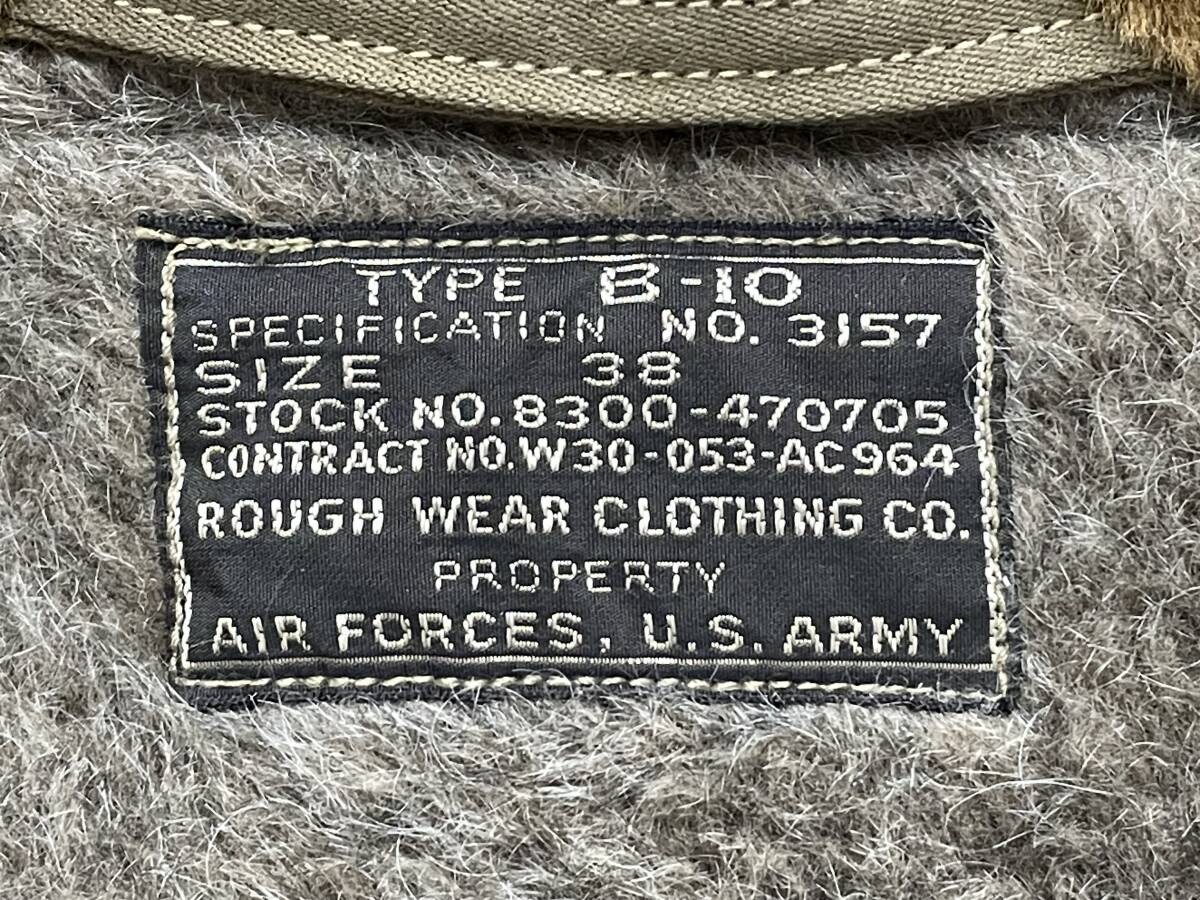 TYPE B-10
SPECIFICATION NO. 3157
SIZE 38
STOCK NO. 8300-470705
CONTRACT NO. W30-053-AC964
ROUGH WEAR CLOTHING CO.
PROPERTY
AIR FORCES, U.S. ARMY